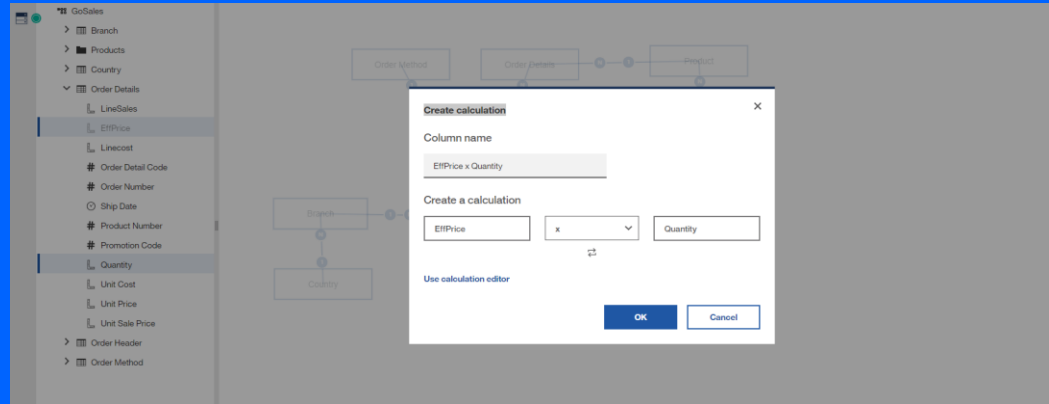 GoSales
Branch
Products
Country
Order Details
LineSales
EffPrice
Linecost
Order Detail Code
Order Number
Ship Date
Product Number
Promotion Code
Quantity
Unit Cost
Unit Price
Unit Sale Price
Order Header
Order Method
Order Method
Order Details
Product
Branch
Country
Create calculation
Column name
EffPrice x Quantity
Create a calculation
EffPrice x Quantity
Use calculation editor
OK Cancel